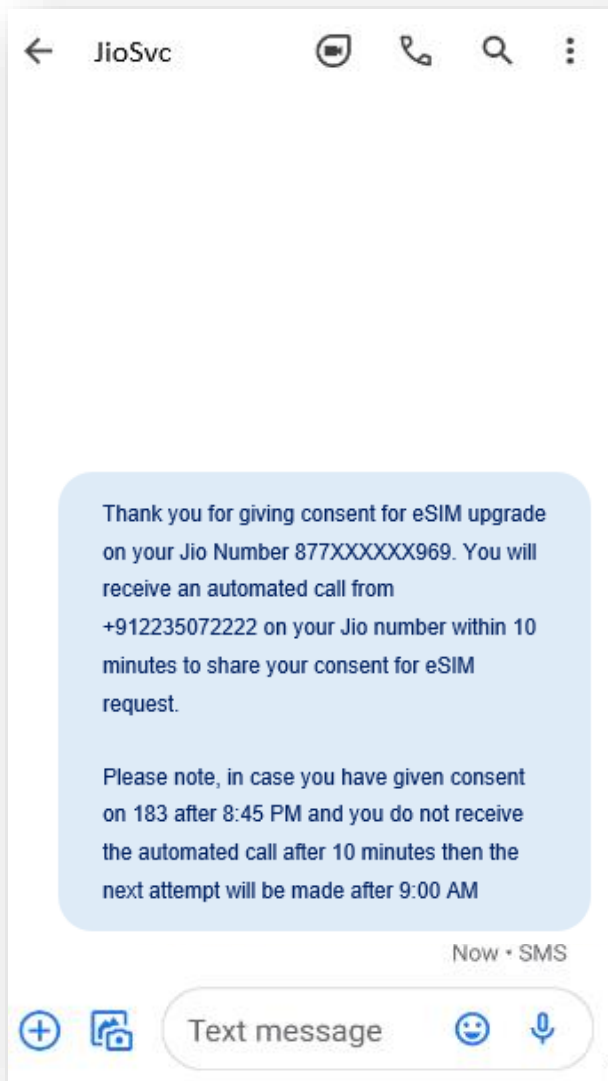 JioSvc
Thank you for giving consent for eSIM upgrade
on your Jio Number 877XXXXXX969. You will
receive an automated call from
+912235072222 on your Jio number within 10
minutes to share your consent for eSIM
request.
Please note, in case you have given consent
on 183 after 8:45 PM and you do not receive
the automated call after 10 minutes then the
next attempt will be made after 9:00 AM
Now • SMS
Text message